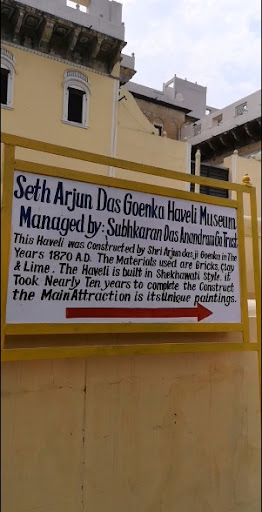 Seth Arjun Das Goenka Haveli Museum
Managed by: Subhkaran Das Anandram Go. Trust
This Haveli was Constructed by Shri Arjun das ji Goenka in The
Years 1870 A.D. The Materials used are Bricks, Clay
& Lime. The Haveli is built in Shekhawati Style. it
Took Nearly Ten years to complete the Construct
the Main Attraction is its Unique paintings.